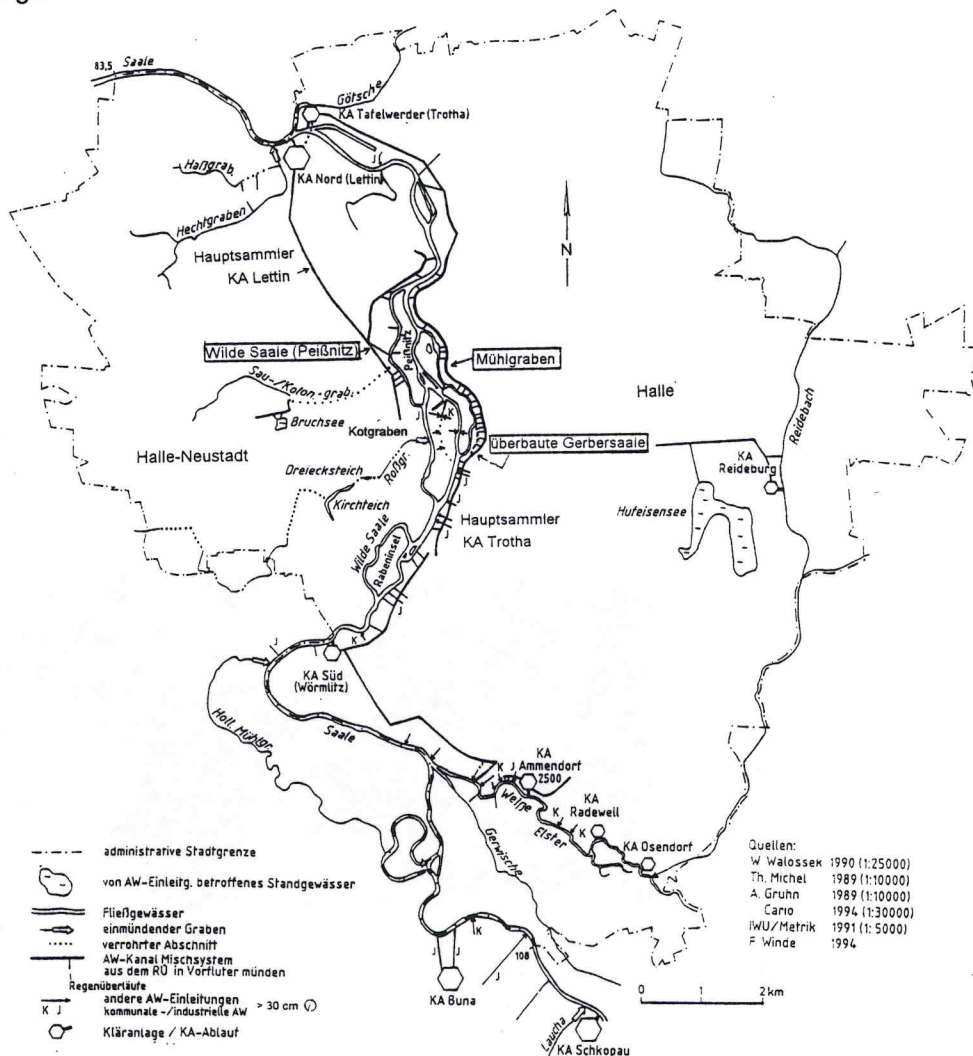 83,5 Saale
Götsche
KA Tafelwerder (Trotha)
J
Haßgrab.
KA Nord (Lettin)
Hechtgraben
Hauptsammler
KA Lettin
N
Wilde Saale (Peißnitz)
Peißnitz
Mühlgraben
Sau-/Koton-grab.
Halle
Bruchsee
J
K
Kotgraben
überbaute Gerbersaale
Reidebach
Halle-Neustadt
Dreiecksteich
Roßgr.
KA
Reideburg
Kirchteich
J
Hufeisensee
Hauptsammler
KA Trotha
J
Wilde Saale
Rabeninsel
J
K
J
KA Süd
(Wörmlitz)
Holl. Mühlgr.
Saale
K J
KA
Ammendorf
2500
Weiße
Elster
K
K
KA
Radewell
KA Osendorf
Gerwische
K
J J
108
J
KA Buna
Laucha
KA Schkopau
administrative Stadtgrenze
von AW-Einleitg. betroffenes Standgewässer
Fließgewässer
einmündender Graben
verrohrter Abschnitt
AW-Kanal Mischsystem
aus dem RÜ in Vorfluter münden
Regenüberläufe
andere AW-Einleitungen
K J kommunale -/industrielle AW > 30 cm
Kläranlage / KA-Ablauf
Quellen:
W. Walossek 1990 (1:25000)
Th. Michel 1989 (1:10000)
A. Gruhn 1989 (1:10000)
Cario 1994 (1:30000)
IWU/Metrik 1991 (1:5000)
F. Winde 1994
0 1 2 km